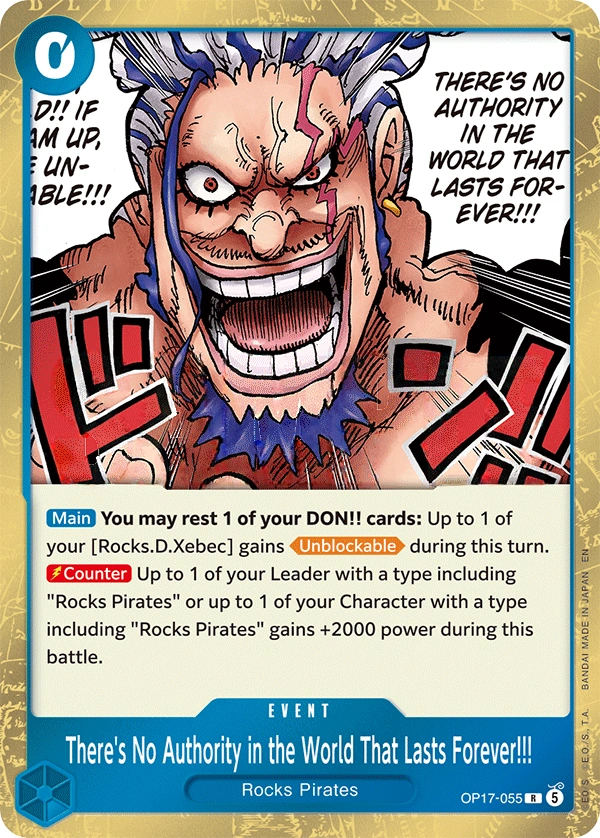 0
D!! IF
AM UP,
UN-
ABLE!!!
THERE'S NO
AUTHORITY
IN THE
WORLD THAT
LASTS FOR-
EVER!!!
ドン
Main You may rest 1 of your DON!! cards: Up to 1 of
your [Rocks.D.Xebec] gains Unblockable during this turn.
Counter Up to 1 of your Leader with a type including
"Rocks Pirates" or up to 1 of your Character with a type
including "Rocks Pirates" gains +2000 power during this
battle.
EVENT
There's No Authority in the World That Lasts Forever!!!
Rocks Pirates
OP17-055 R 5
©E.O./S. ©E.O./S, T.A. BANDAI MADE IN JAPAN EN